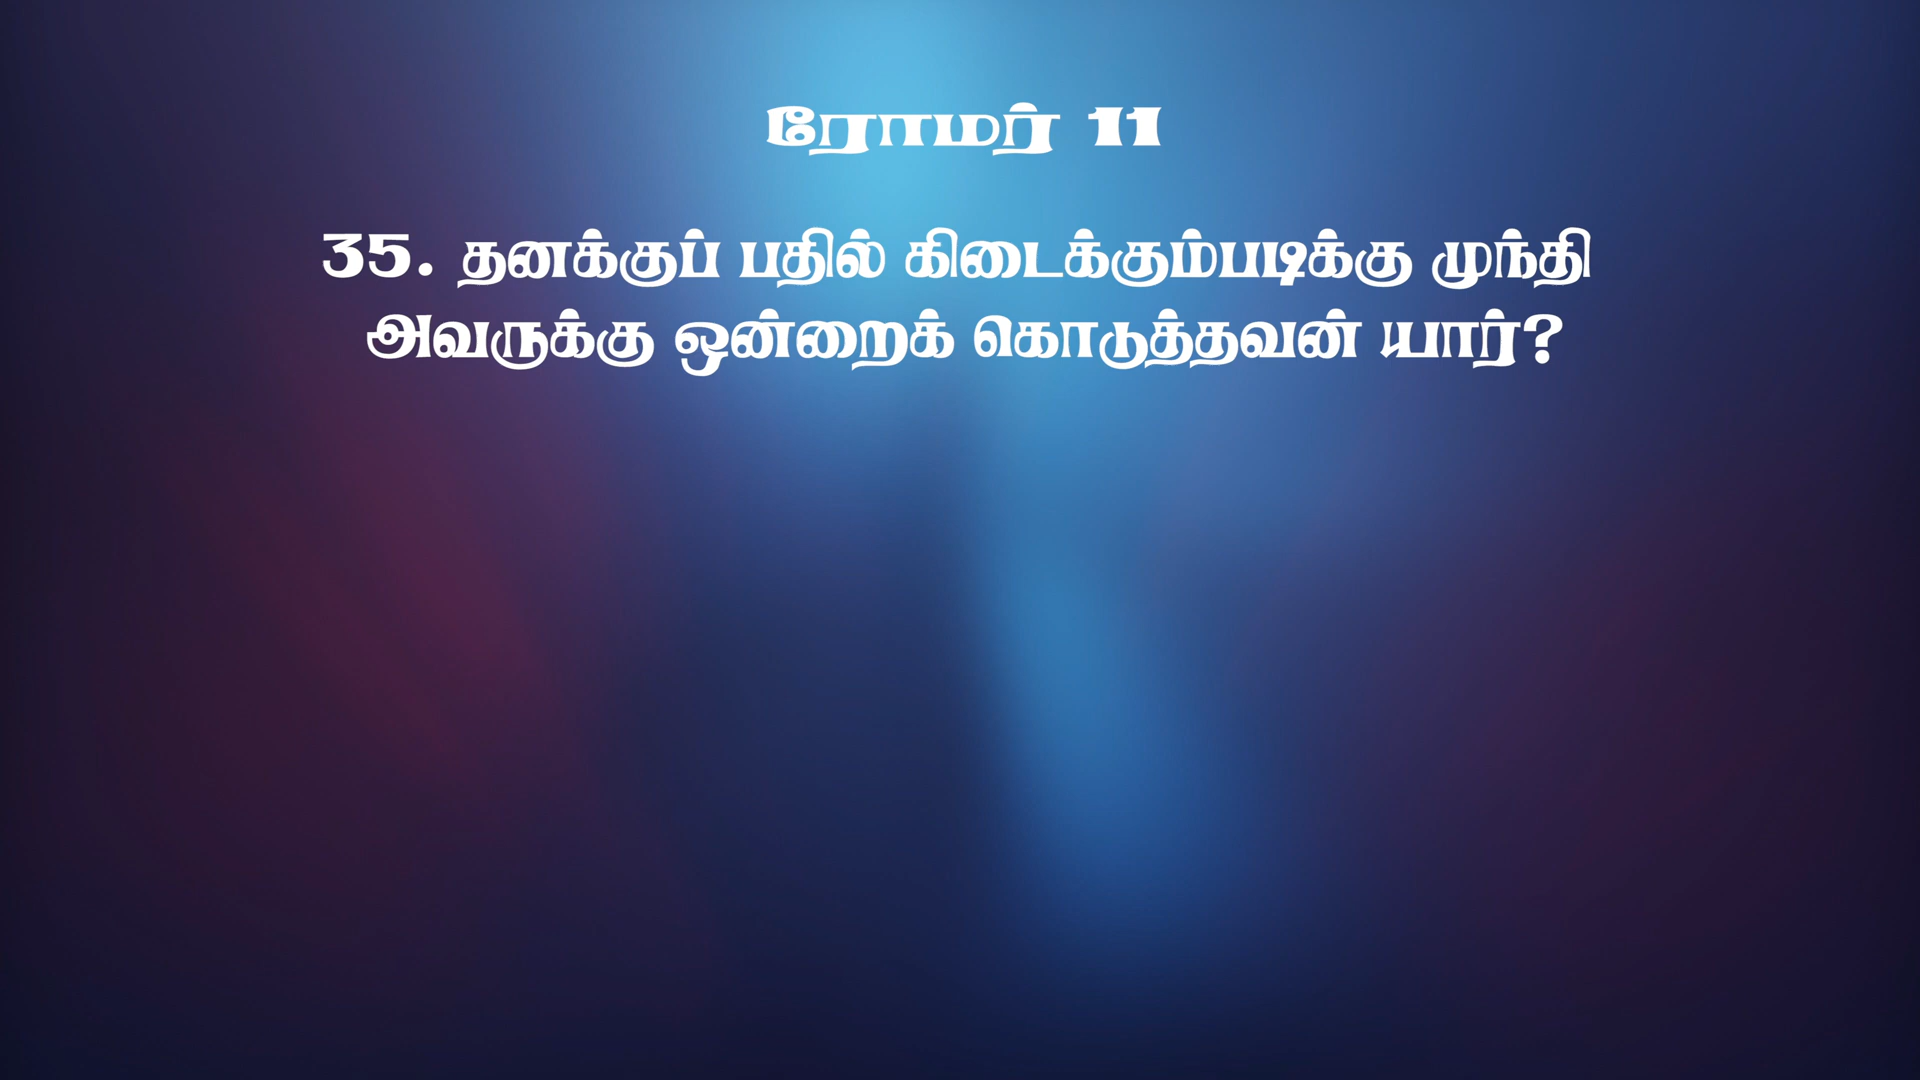 ரோமர் 11
35. தனக்குப் பதில் கிடைக்கும்படிக்கு முந்தி
அவருக்கு ஒன்றைக் கொடுத்தவன் யார்?